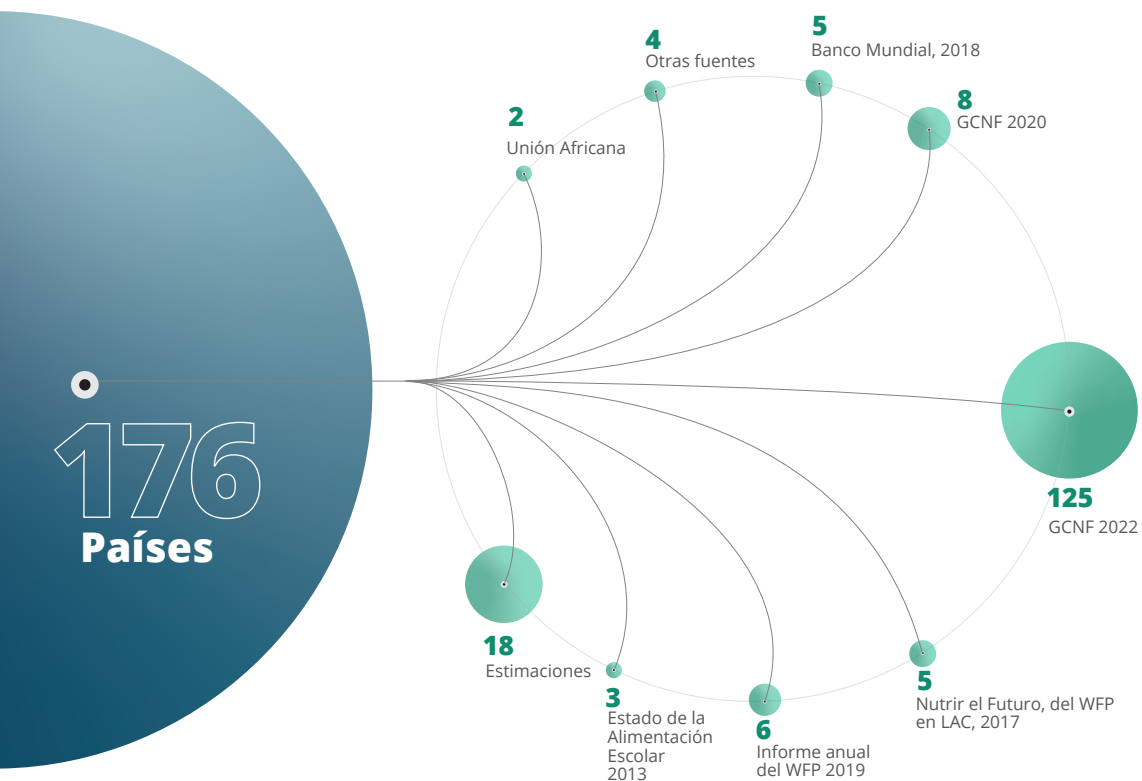 176
Países
2
Unión Africana
4
Otras fuentes
5
Banco Mundial, 2018
8
GCNF 2020
125
GCNF 2022
5
Nutrir el Futuro, del WFP
en LAC, 2017
6
Informe anual
del WFP 2019
3
Estado de la
Alimentación
Escolar
2013
18
Estimaciones